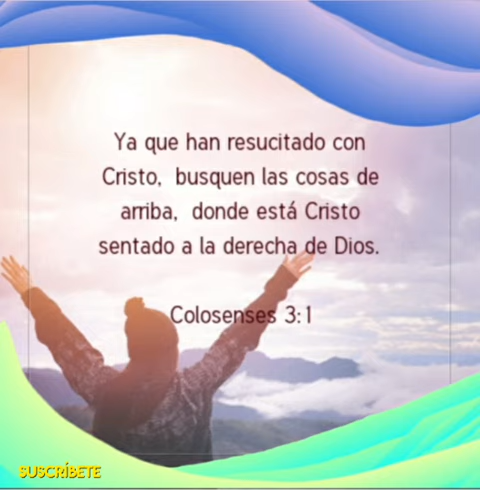 Ya que han resucitado con
Cristo, busquen las cosas de
arriba, donde está Cristo
sentado a la derecha de Dios.
Colosenses 3:1
SUSCRÍBETE